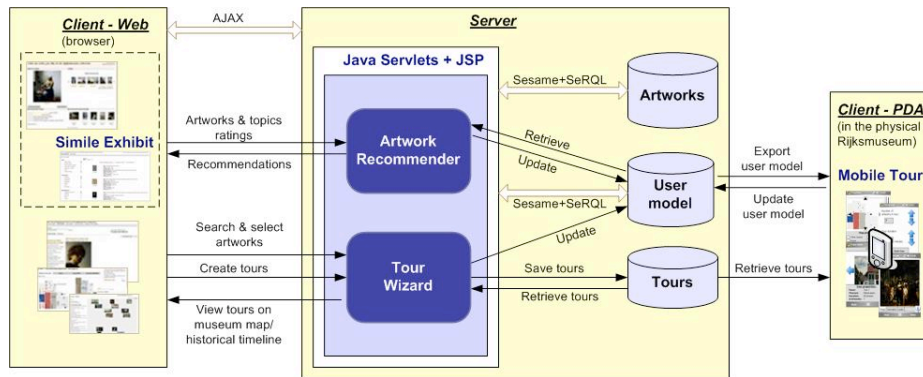 Client - Web
(browser)
Simile Exhibit
AJAX
Artworks & topics
ratings
Recommendations
Search & select
artworks
Create tours
View tours on
museum map/
historical timeline
Server
Java Servlets + JSP
Artwork
Recommender
Tour
Wizard
Sesame+SeRQL
Retrieve
Update
Sesame+SeRQL
Update
Save tours
Retrieve tours
Artworks
User
model
Tours
Export
user model
Update
user model
Retrieve tours
Client - PDA
(in the physical
Rijksmuseum)
Mobile Tour